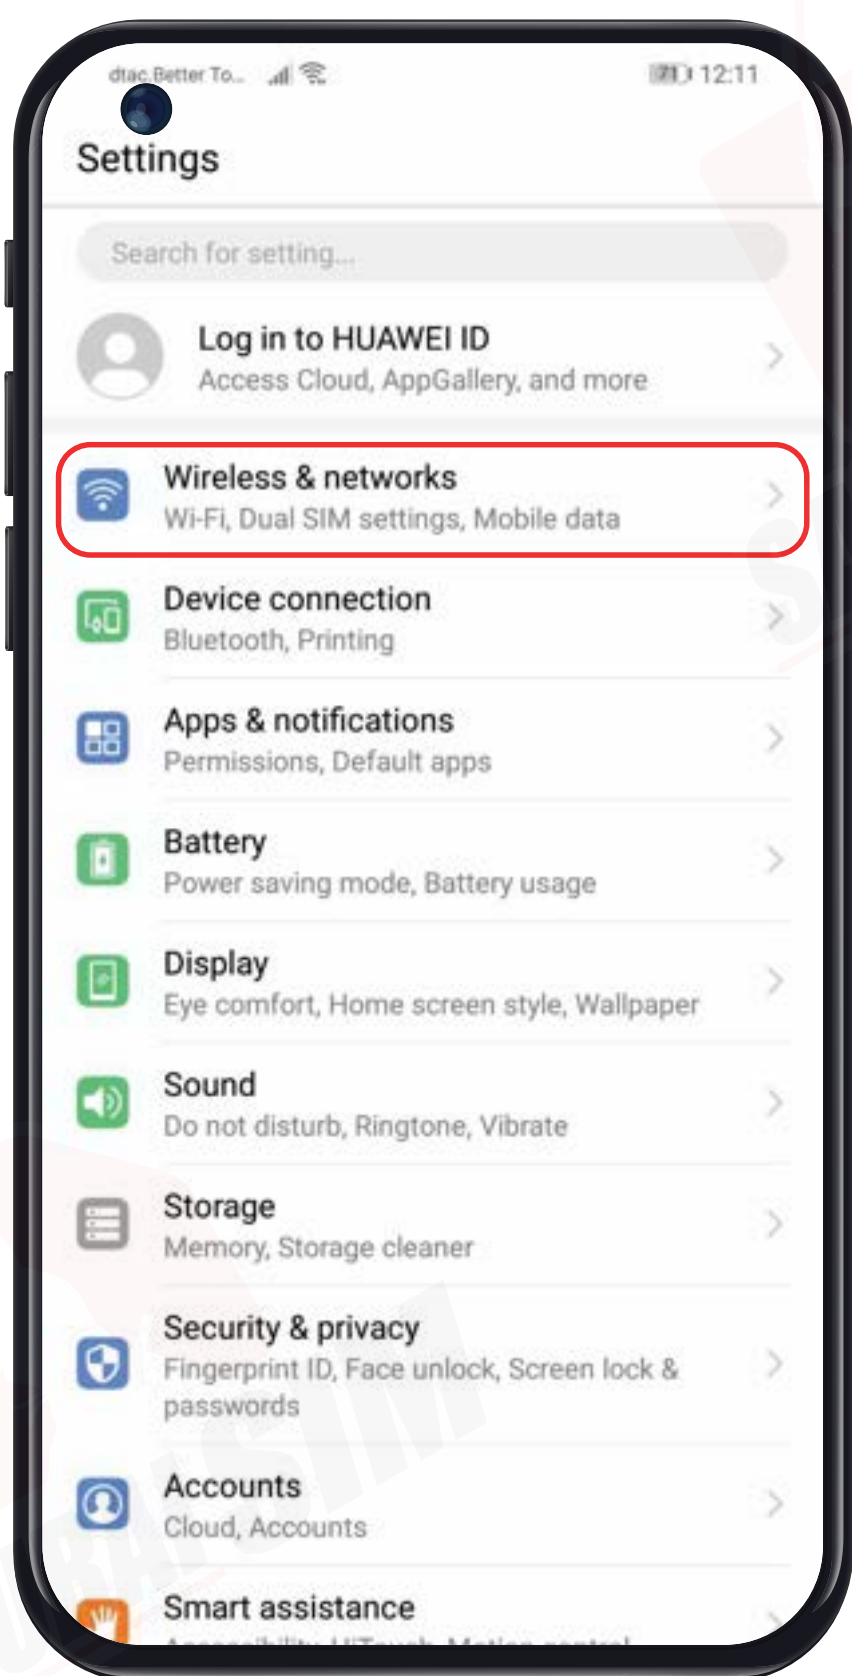 dtac.Better To...
71 12:11
Settings
Search for setting...
Log in to HUAWEI ID
Access Cloud, AppGallery, and more
Wireless & networks
Wi-Fi, Dual SIM settings, Mobile data
Device connection
Bluetooth, Printing
Apps & notifications
Permissions, Default apps
Battery
Power saving mode, Battery usage
Display
Eye comfort, Home screen style, Wallpaper
Sound
Do not disturb, Ringtone, Vibrate
Storage
Memory, Storage cleaner
Security & privacy
Fingerprint ID, Face unlock, Screen lock &
passwords
Accounts
Cloud, Accounts
Smart assistance